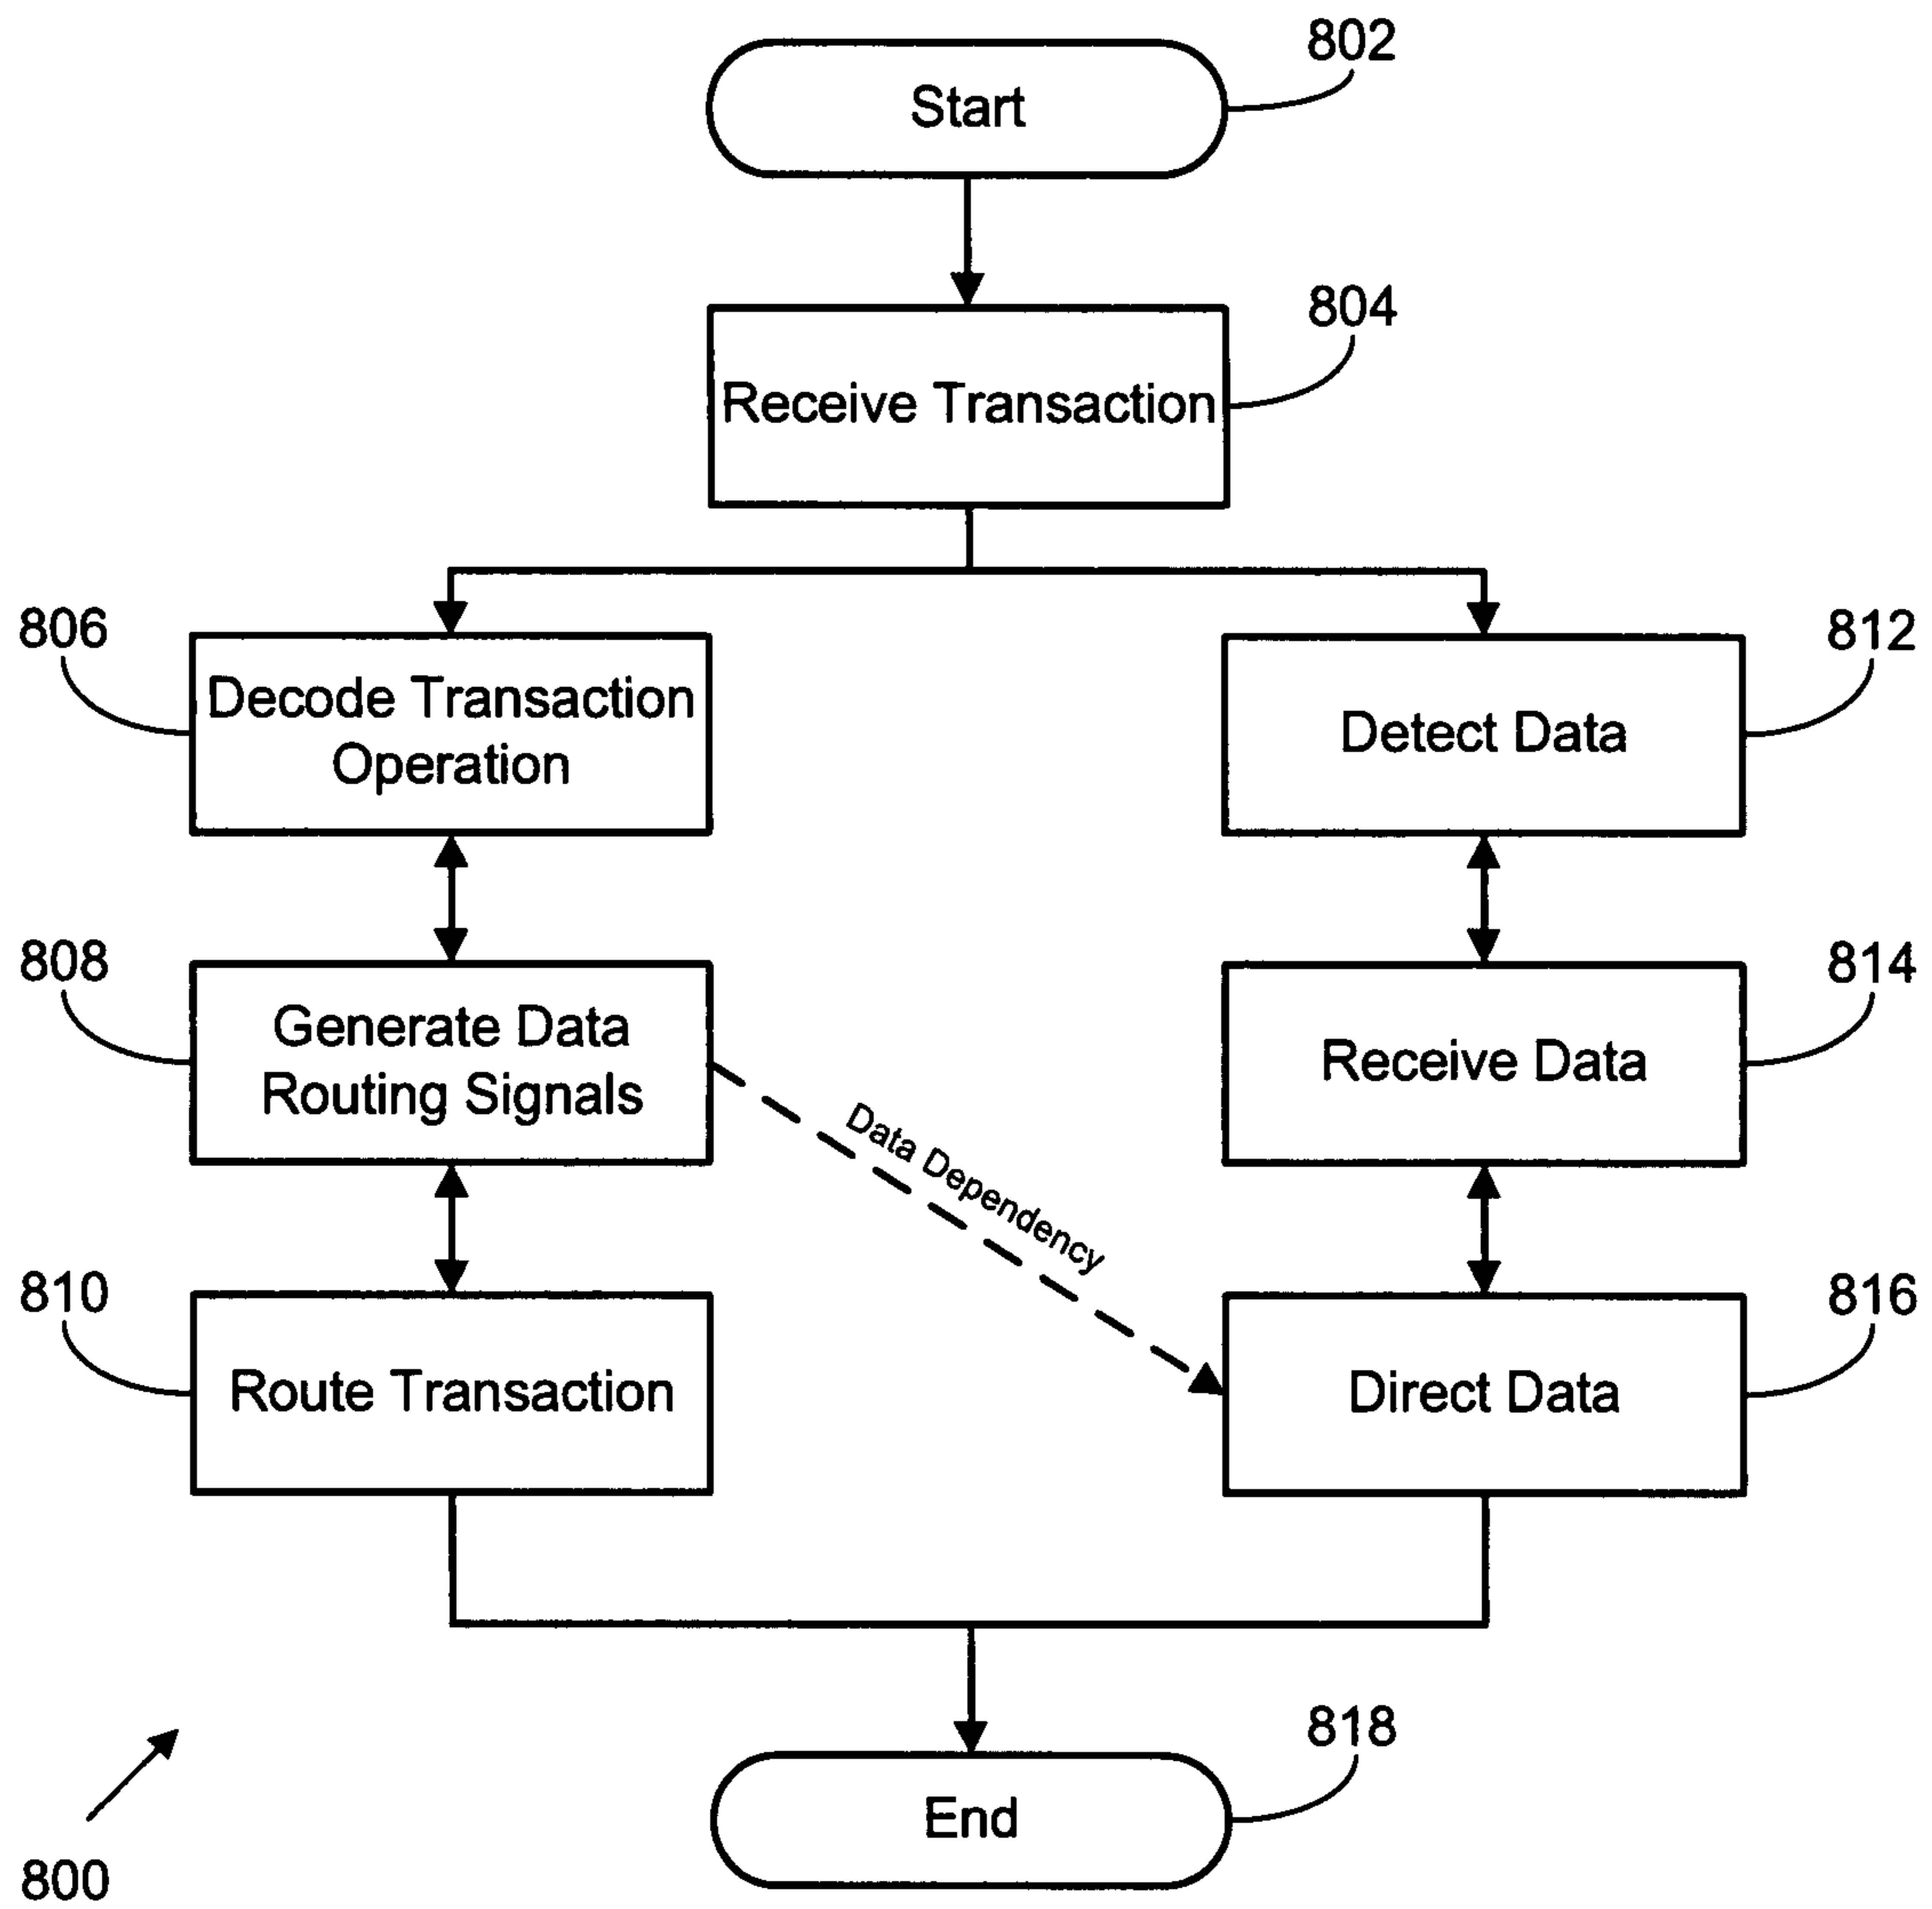 802
Start
804
Receive Transaction
806
Decode Transaction
Operation
812
Detect Data
808
Generate Data
Routing Signals
814
Receive Data
Data Dependency
810
Route Transaction
816
Direct Data
818
End
800